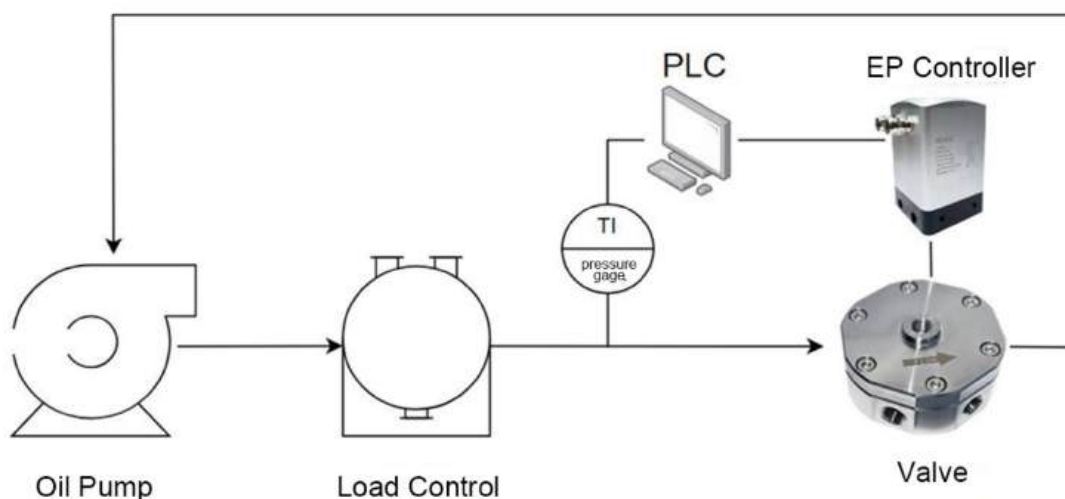 PLC
EP Controller
TI
pressure
gage.
Oil Pump
Load Control
Valve